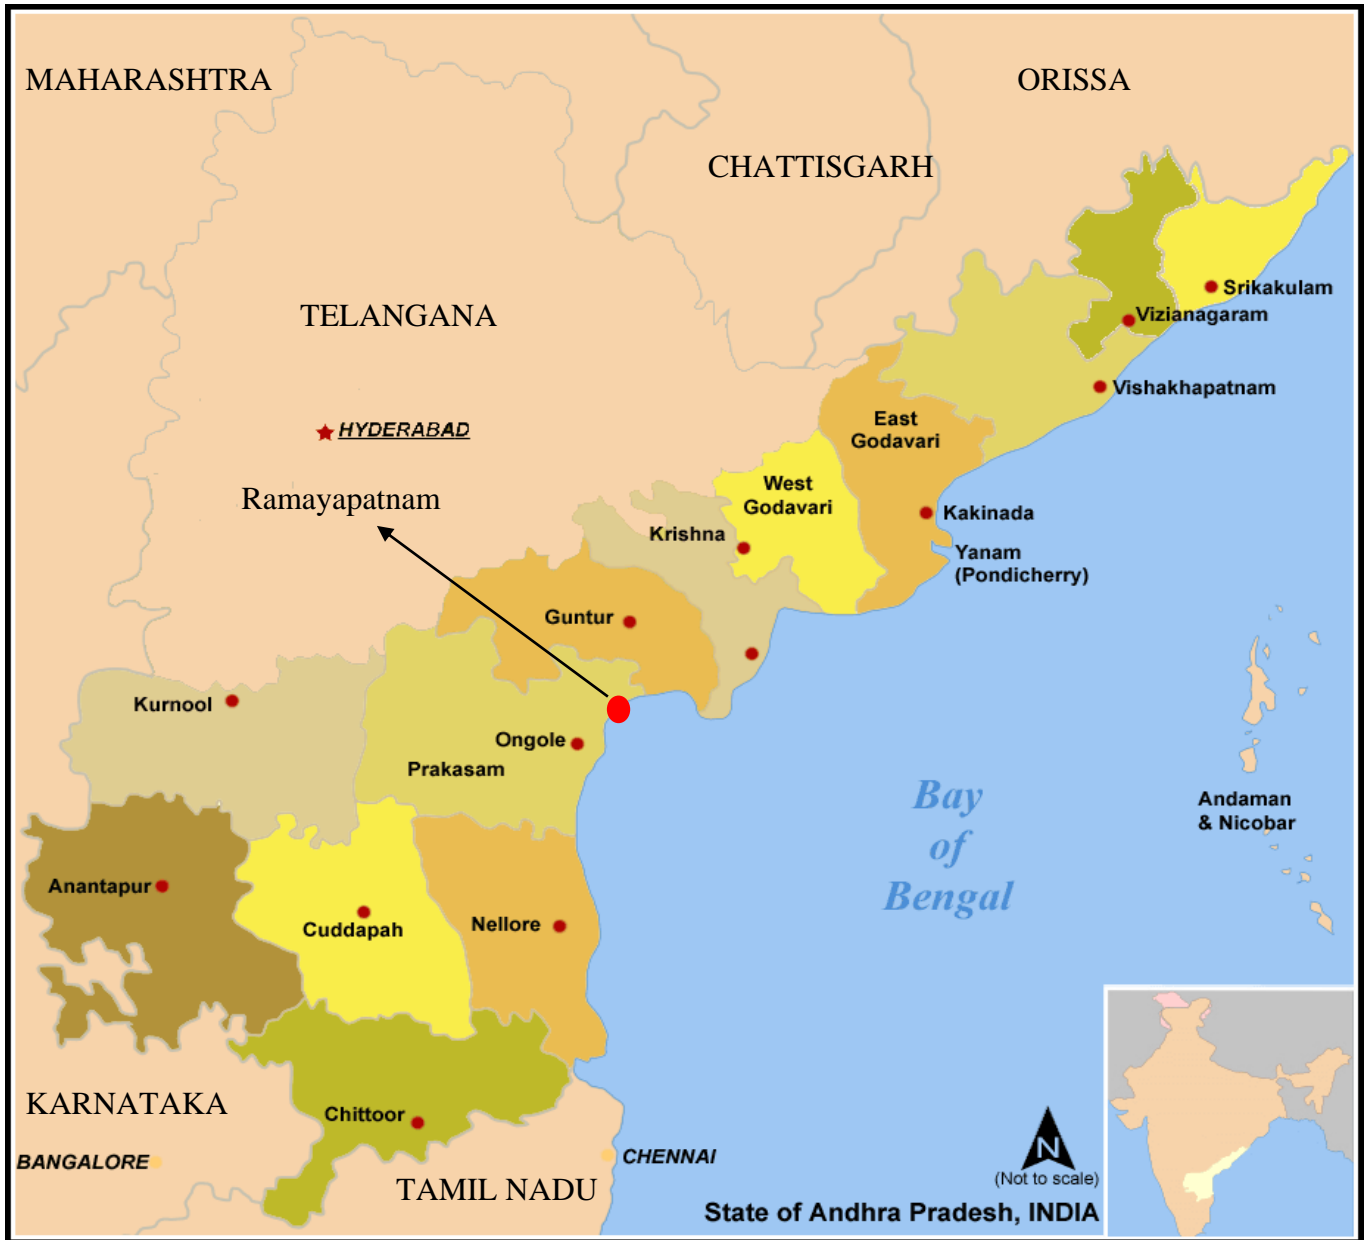 MAHARASHTRA
ORISSA
CHATTISGARH
Srikakulam
Vizianagaram
TELANGANA
Vishakhapatnam
East
Godavari
HYDERABAD
West
Godavari
Ramayapatnam
Kakinada
Krishna
Yanam
(Pondicherry)
Guntur
Kurnool
Ongole
Prakasam
Bay
of
Bengal
Andaman
& Nicobar
Anantapur
Cuddapah
Nellore
KARNATAKA
Chittoor
BANGALORE
CHENNAI
TAMIL NADU
N
(Not to scale)
State of Andhra Pradesh, INDIA